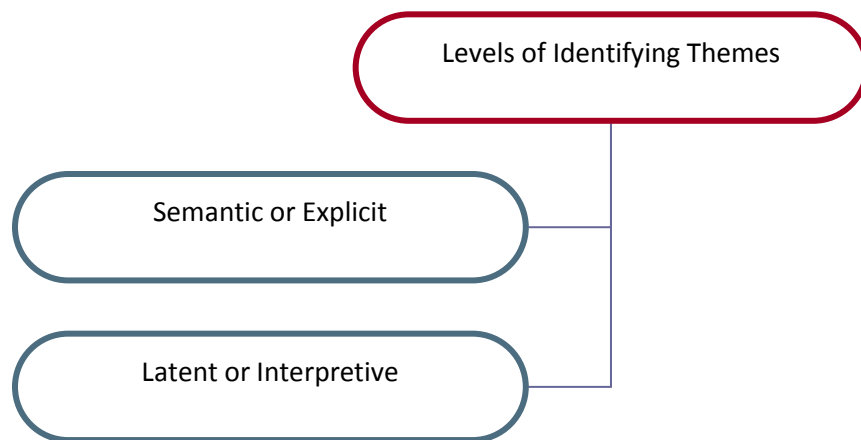 Levels of Identifying Themes
Semantic or Explicit
Latent or Interpretive